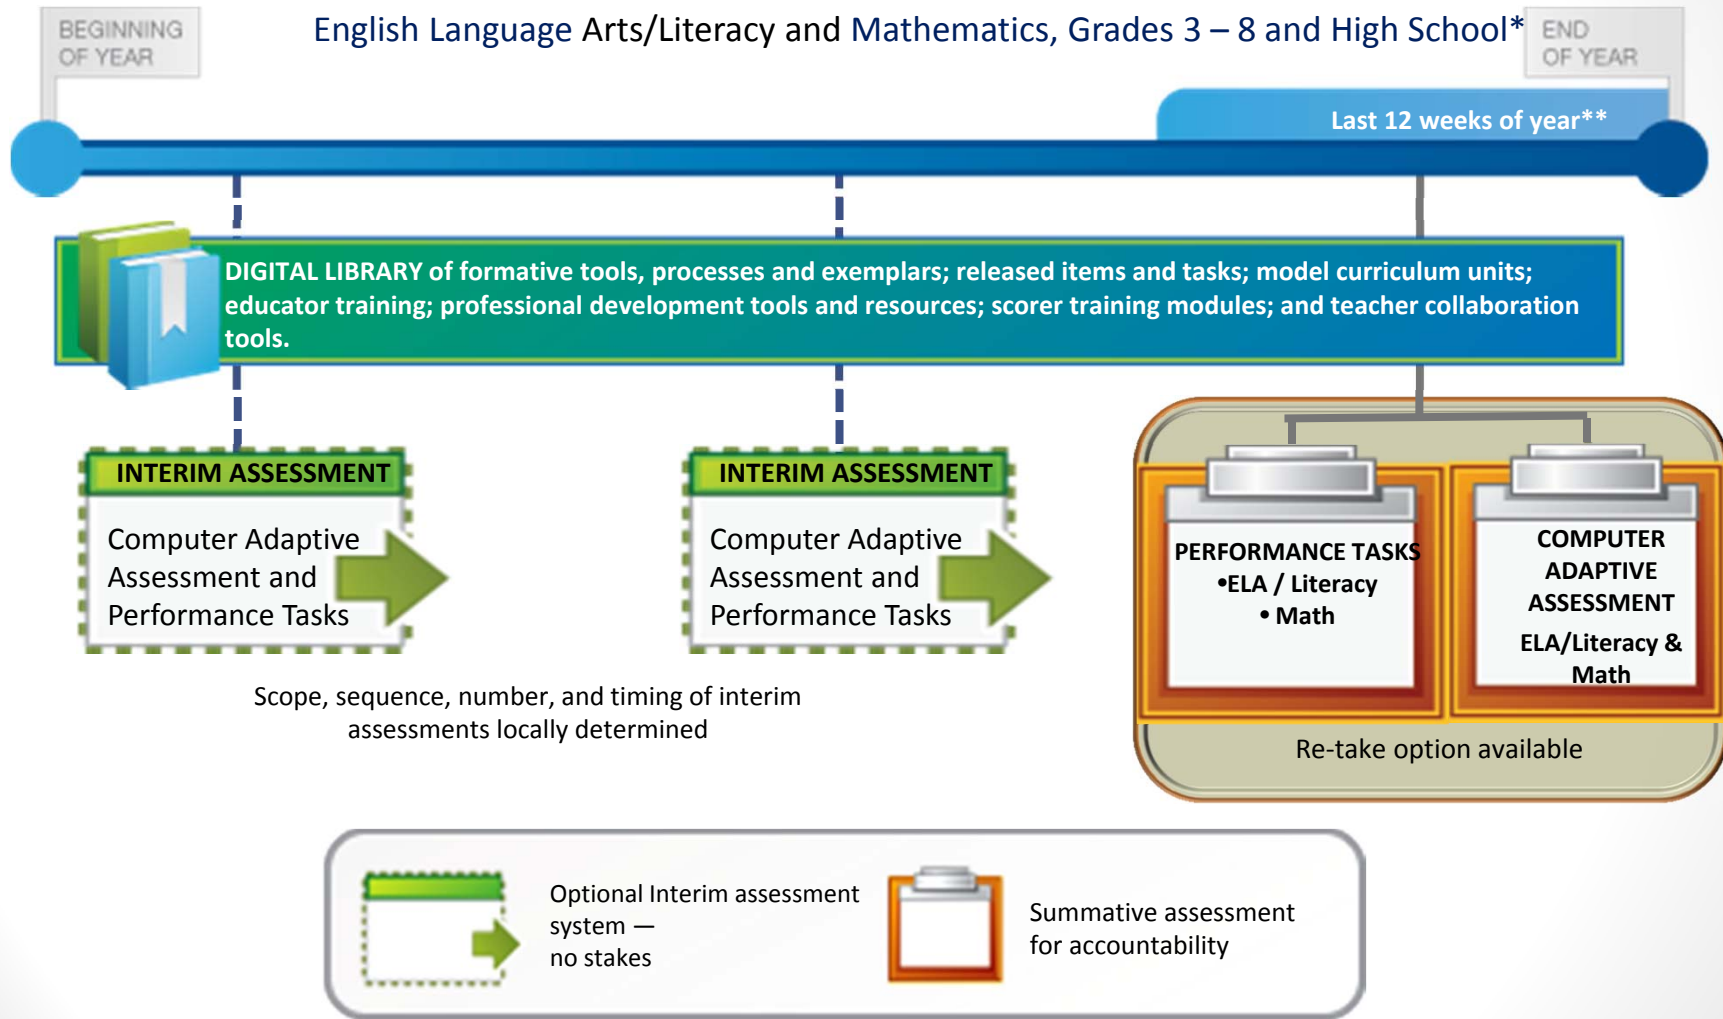 BEGINNING
OF YEAR
English Language Arts/Literacy and Mathematics, Grades 3 – 8 and High School*
END
OF YEAR
Last 12 weeks of year**
DIGITAL LIBRARY of formative tools, processes and exemplars; released items and tasks; model curriculum units;
educator training; professional development tools and resources; scorer training modules; and teacher collaboration
tools.
INTERIM ASSESSMENT
Computer Adaptive
Assessment and
Performance Tasks
INTERIM ASSESSMENT
Computer Adaptive
Assessment and
Performance Tasks
Scope, sequence, number, and timing of interim
assessments locally determined
PERFORMANCE TASKS
•ELA / Literacy
• Math
COMPUTER
ADAPTIVE
ASSESSMENT
ELA/Literacy &
Math
Re-take option available
Optional Interim assessment
system —
no stakes
Summative assessment
for accountability